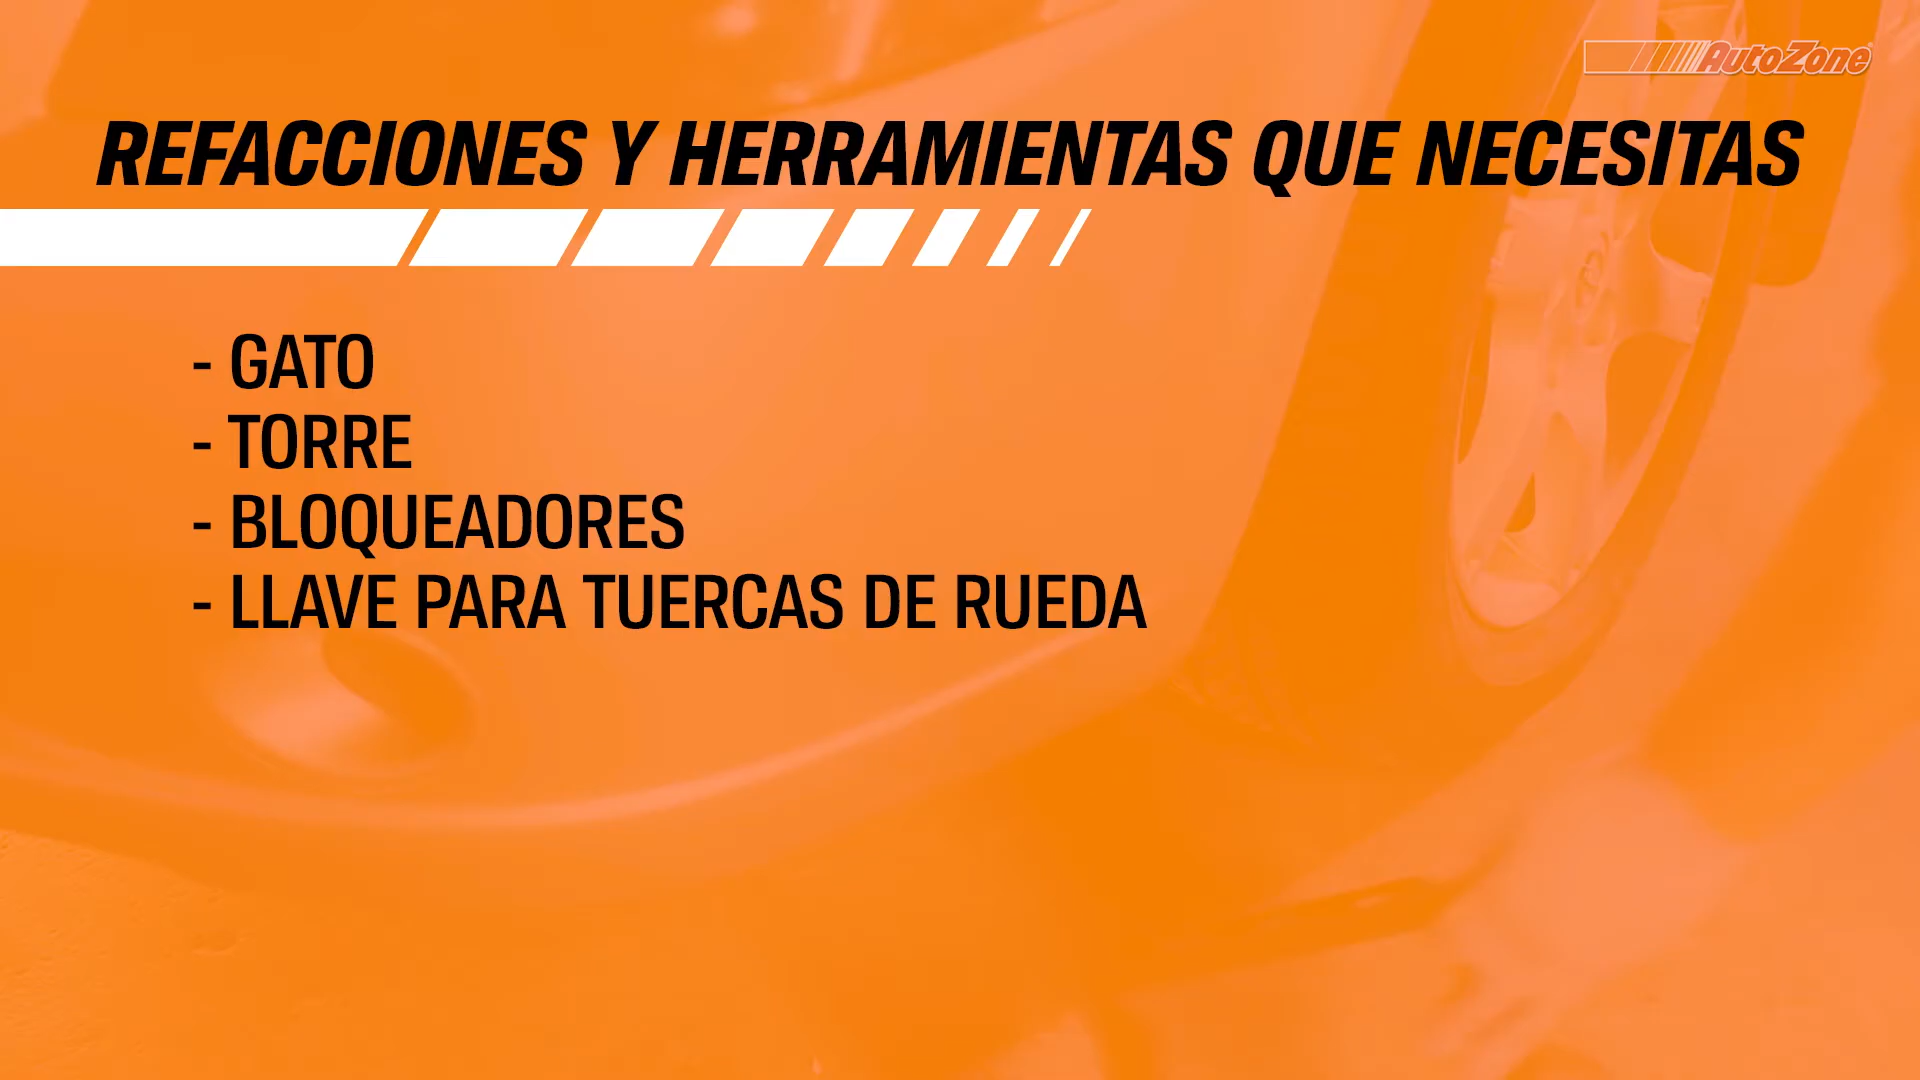 AutoZone
REFACCIONES Y HERRAMIENTAS QUE NECESITAS
- GATO
- TORRE
- BLOQUEADORES
- LLAVE PARA TUERCAS DE RUEDA